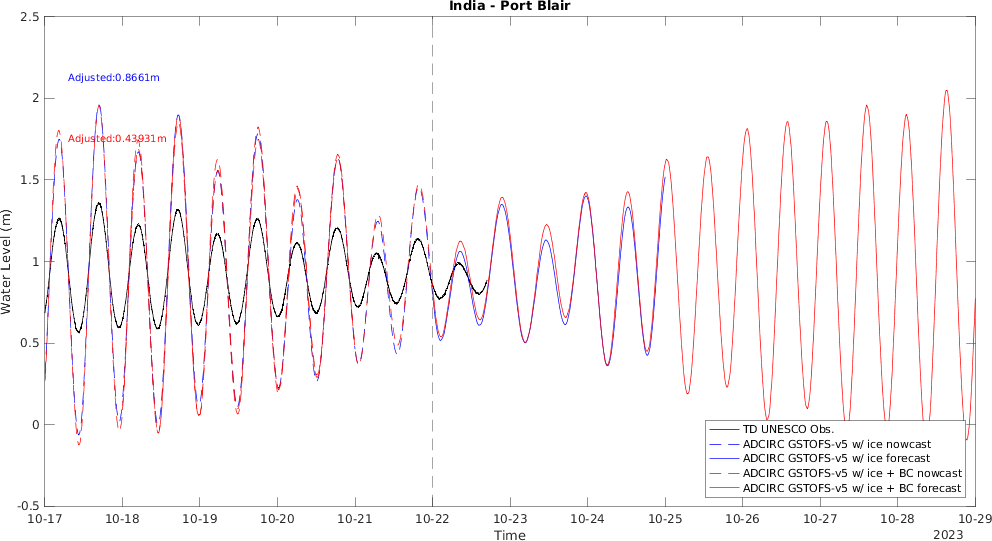 India - Port Blair
2.5
2
1.5
1
0.5
0
-0.5
Water Level (m)
Adjusted:0.8661m
Adjusted:0.43931m
TD UNESCO Obs.
ADCIRC GSTOFS-v5 w/ ice nowcast
ADCIRC GSTOFS-v5 w/ ice forecast
ADCIRC GSTOFS-v5 w/ ice + BC nowcast
ADCIRC GSTOFS-v5 w/ ice + BC forecast
10-17 10-18 10-19 10-20 10-21 10-22 10-23 10-24 10-25 10-26 10-27 10-28 10-29
Time
2023